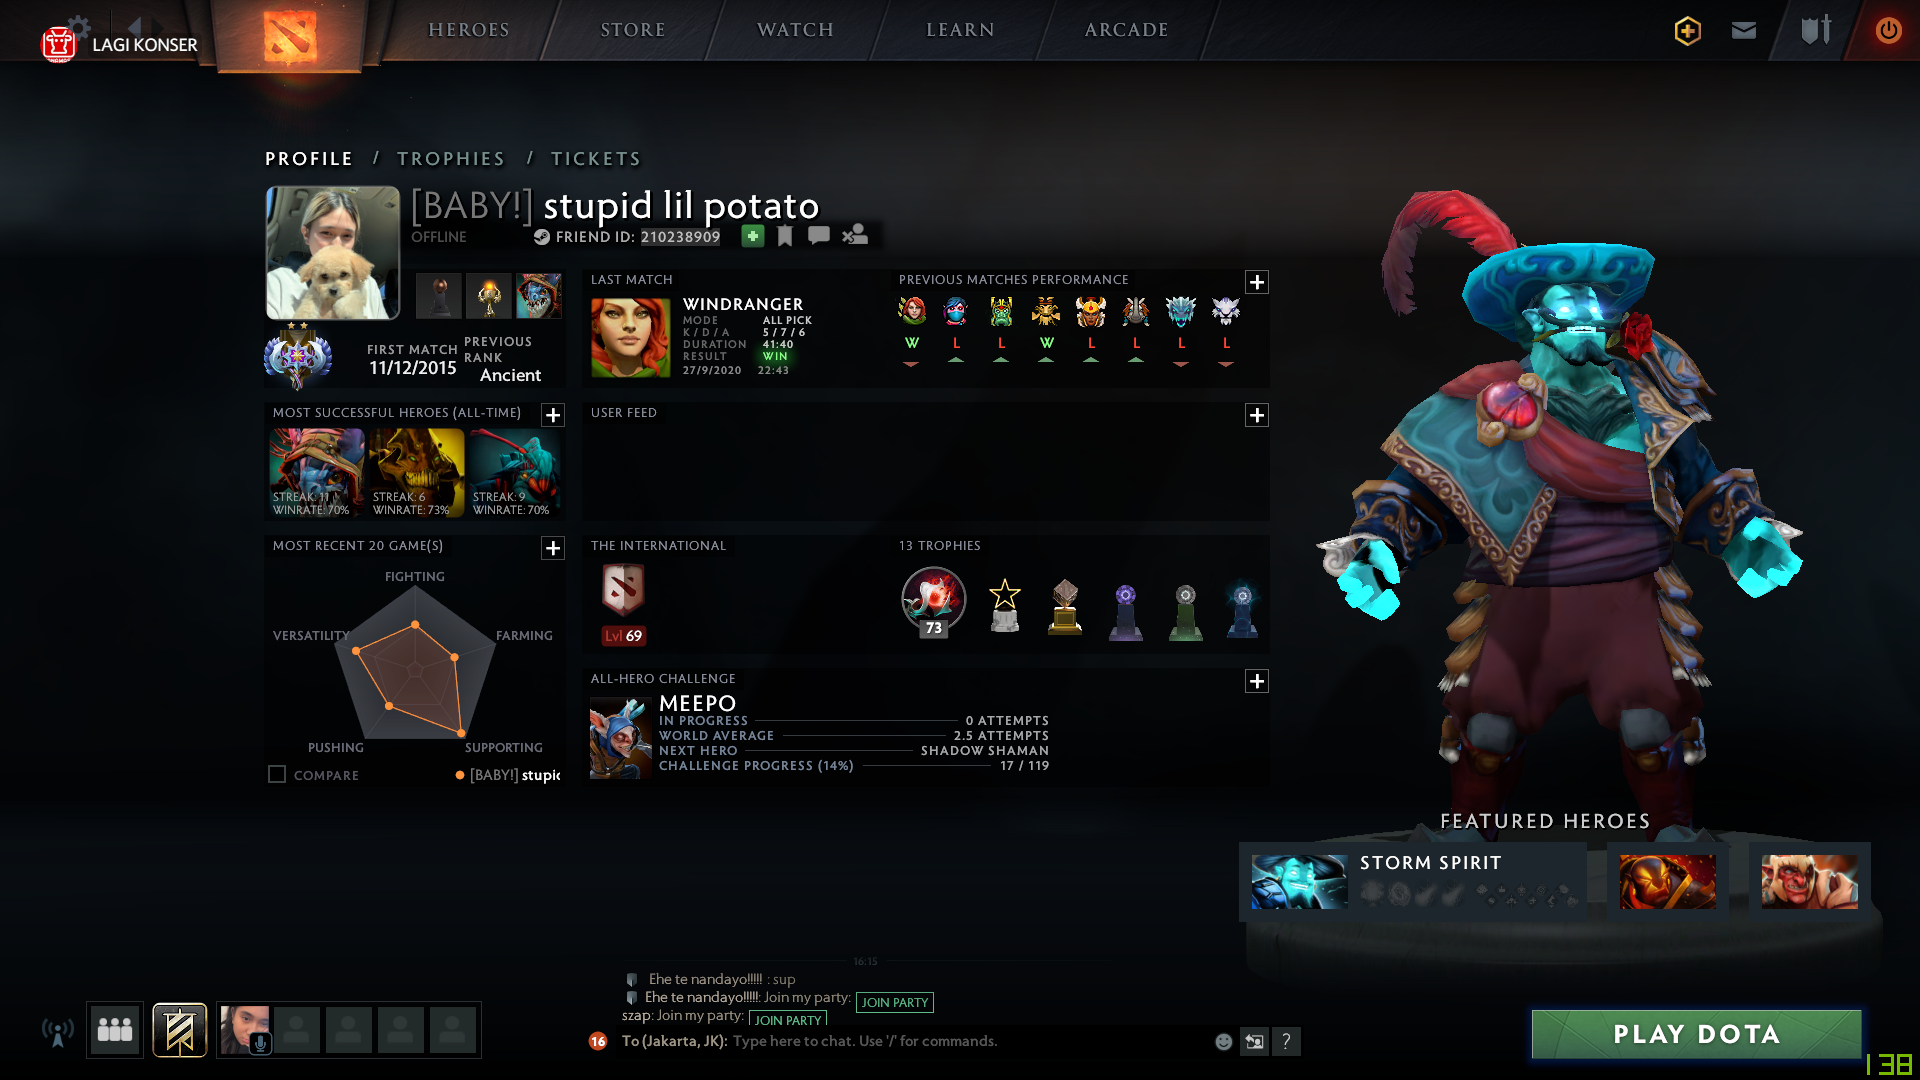 LAGI KONSER
HEROES
STORE
WATCH
LEARN
ARCADE
PROFILE / TROPHIES / TICKETS
[BABY!] stupid lil potato
OFFLINE
FRIEND ID: 210238909
FIRST MATCH
11/12/2015
PREVIOUS RANK
Ancient
LAST MATCH
WINDRANGER
MODE ALL PICK
K / D / A 5 / 7 / 6
DURATION 41:40
RESULT WIN
27/9/2020 22:43
PREVIOUS MATCHES PERFORMANCE
W L L W L L L L
MOST SUCCESSFUL HEROES (ALL-TIME)
STREAK: 11
WINRATE: 70%
STREAK: 6
WINRATE: 73%
STREAK: 9
WINRATE: 70%
USER FEED
MOST RECENT 20 GAME(S)
FIGHTING
VERSATILITY
FARMING
PUSHING
SUPPORTING
COMPARE
[BABY!] stupic
THE INTERNATIONAL
Lvl 69
13 TROPHIES
73
ALL-HERO CHALLENGE
MEEPO
IN PROGRESS 0 ATTEMPTS
WORLD AVERAGE 2.5 ATTEMPTS
NEXT HERO SHADOW SHAMAN
CHALLENGE PROGRESS (14%) 17 / 119
FEATURED HEROES
STORM SPIRIT
16:15
Ehe te nandayo!!!!! : sup
Ehe te nandayo!!!!!: Join my party: JOIN PARTY
szap: Join my party: JOIN PARTY
16 To (Jakarta, JK): Type here to chat. Use '/' for commands.
?
PLAY DOTA
138